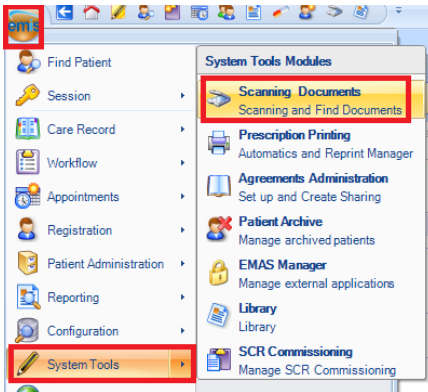 ems
Find Patient
Session
Care Record
Workflow
Appointments
Registration
Patient Administration
Reporting
Configuration
System Tools
System Tools Modules
Scanning Documents
Scanning and Find Documents
Prescription Printing
Automatics and Reprint Manager
Agreements Administration
Set up and Create Sharing
Patient Archive
Manage archived patients
EMAS Manager
Manage external applications
Library
Library
SCR Commissioning
Manage SCR Commissioning